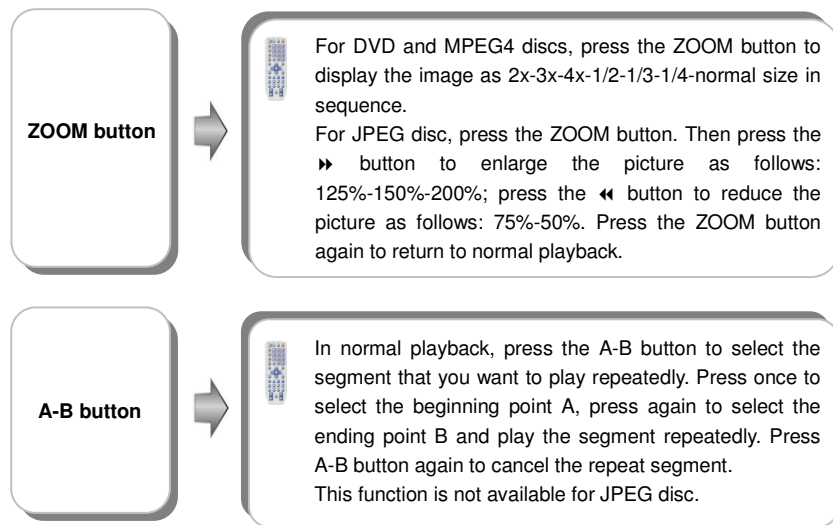 ZOOM button
For DVD and MPEG4 discs, press the ZOOM button to
display the image as 2x-3x-4x-1/2-1/3-1/4-normal size in
sequence.
For JPEG disc, press the ZOOM button. Then press the
⏩ button to enlarge the picture as follows:
125%-150%-200%; press the ⏪ button to reduce the
picture as follows: 75%-50%. Press the ZOOM button
again to return to normal playback.
A-B button
In normal playback, press the A-B button to select the
segment that you want to play repeatedly. Press once to
select the beginning point A, press again to select the
ending point B and play the segment repeatedly. Press
A-B button again to cancel the repeat segment.
This function is not available for JPEG disc.